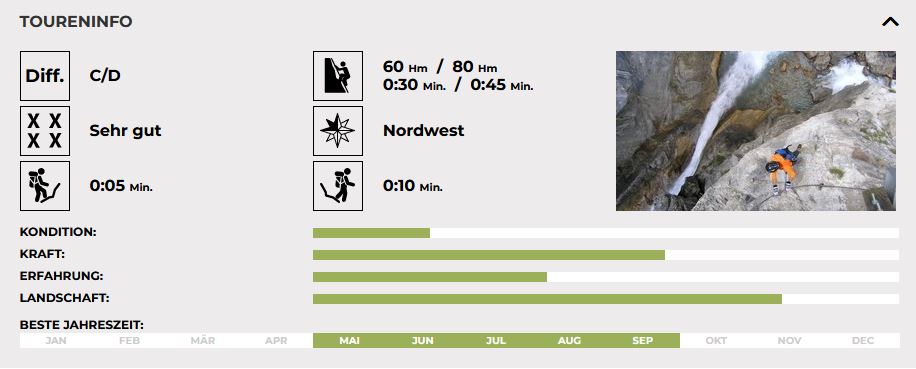 TOURENINFO
Diff. C/D
60 Hm / 80 Hm
0:30 Min. / 0:45 Min.
X X
X X
Sehr gut
Nordwest
0:05 Min.
0:10 Min.
KONDITION:
KRAFT:
ERFAHRUNG:
LANDSCHAFT:
BESTE JAHRESZEIT:
JAN FEB MÄR APR MAI JUN JUL AUG SEP OKT NOV DEC